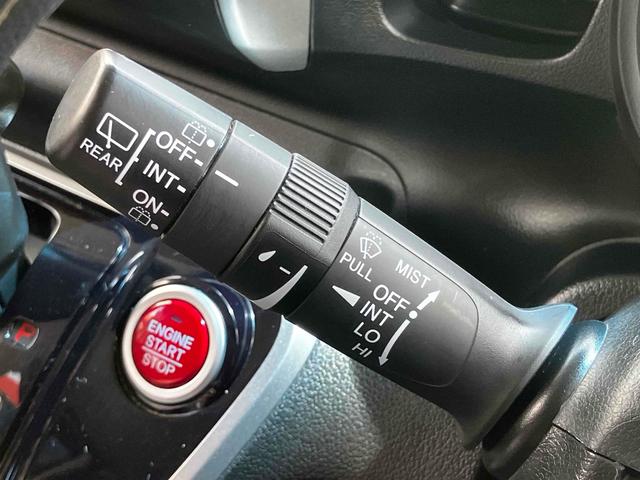 REAR
OFF
INT
ON
PULL
MIST
OFF
INT
LO
HI
ENGINE
START
STOP
P